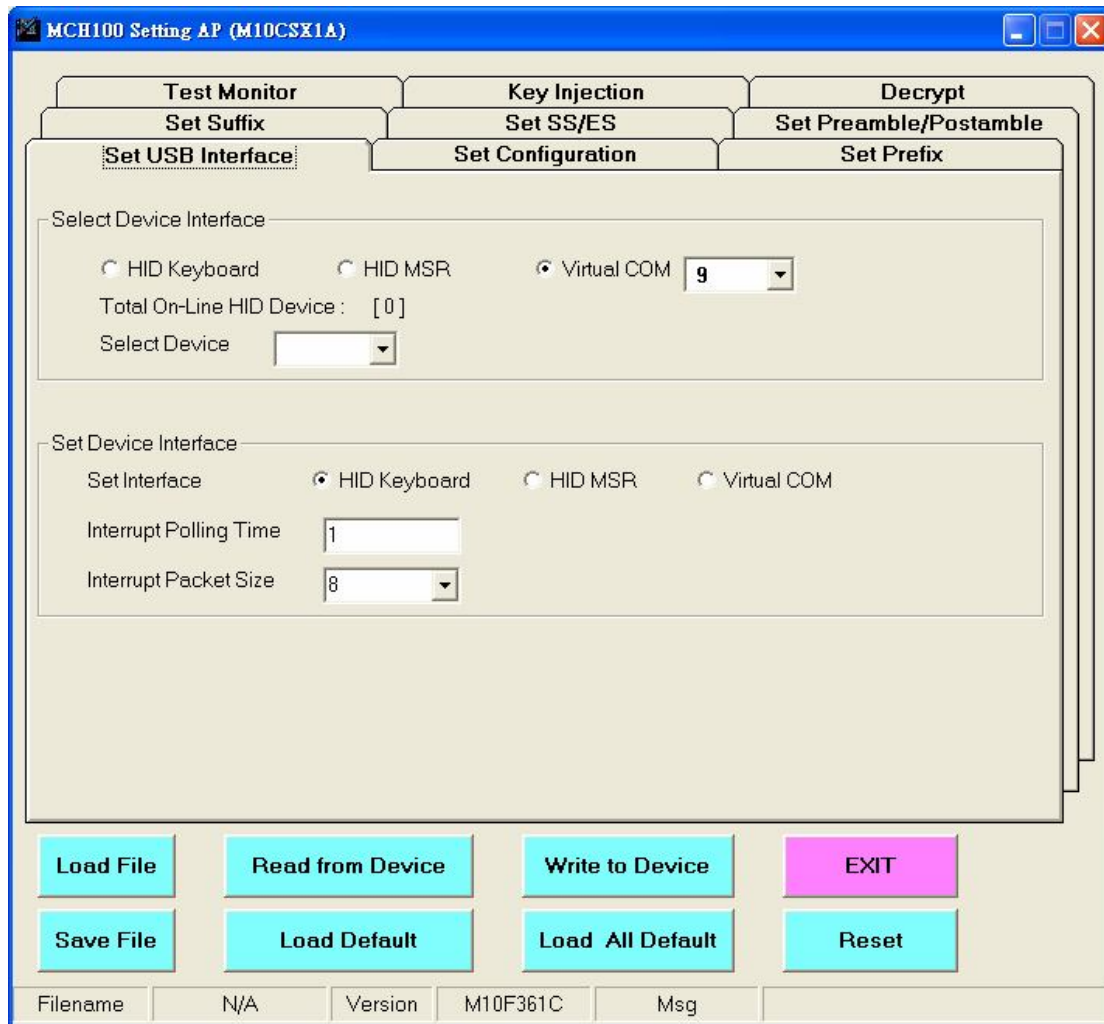 MCH100 Setting AP (M10CSX1A)
Test Monitor Key Injection Decrypt
Set Suffix Set SS/ES Set Preamble/Postamble
Set USB Interface Set Configuration Set Prefix
Select Device Interface
HID Keyboard HID MSR Virtual COM 9
Total On-Line HID Device : [ 0 ]
Select Device
Set Device Interface
Set Interface HID Keyboard HID MSR Virtual COM
Interrupt Polling Time 1
Interrupt Packet Size 8
Load File Read from Device Write to Device EXIT
Save File Load Default Load All Default Reset
Filename N/A Version M10F361C Msg